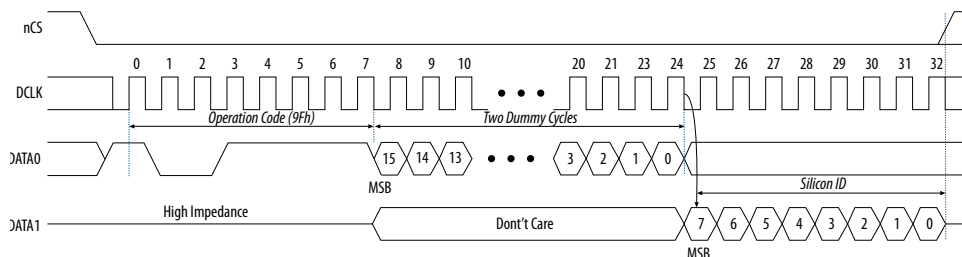 nCS
0 1 2 3 4 5 6 7 8 9 10 20 21 23 24 25 26 27 28 29 30 31 32
DCLK
Operation Code (9Fh) Two Dummy Cycles
DATA0 15 14 13 3 2 1 0
MSB Silicon ID
High Impedance
DATA1 Dont't Care 7 6 5 4 3 2 1 0
MSB